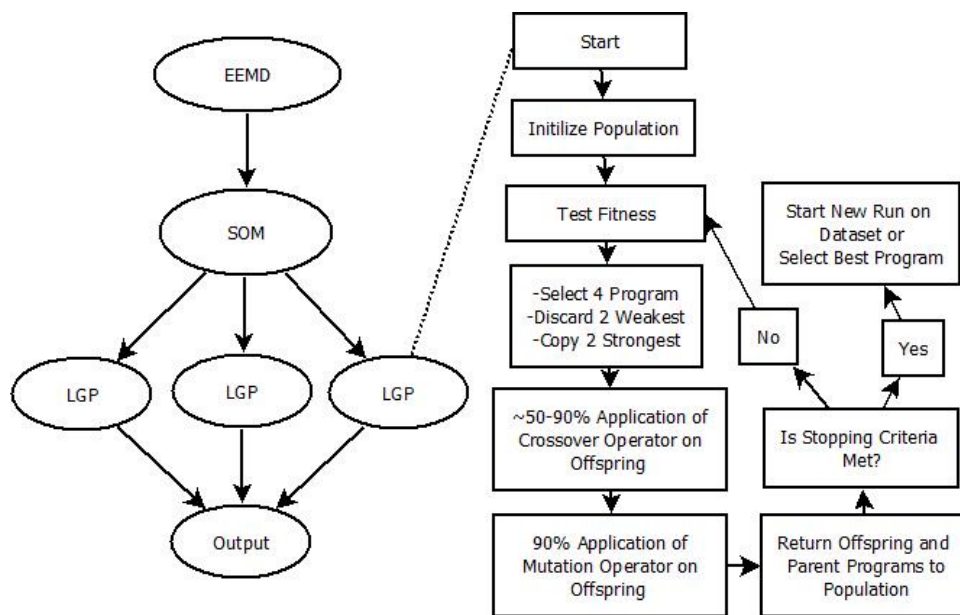 EEMD
SOM
LGP
LGP
LGP
Output
Start
Initilize Population
Test Fitness
-Select 4 Program
-Discard 2 Weakest
-Copy 2 Strongest
~50-90% Application of
Crossover Operator on
Offspring
90% Application of
Mutation Operator on
Offspring
Return Offspring and
Parent Programs to
Population
Is Stopping Criteria
Met?
No
Yes
Start New Run on
Dataset or
Select Best Program